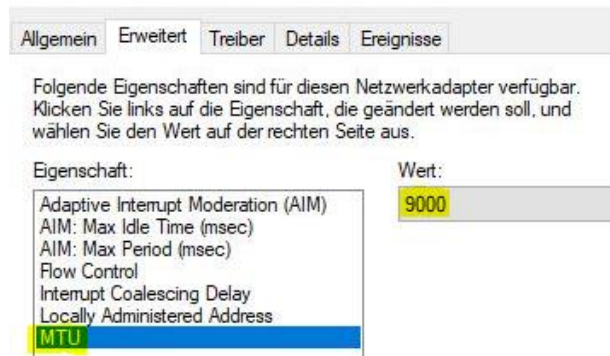 Allgemein Erweitert Treiber Details Ereignisse
Folgende Eigenschaften sind für diesen Netzwerkadapter verfügbar.
Klicken Sie links auf die Eigenschaft, die geändert werden soll, und
wählen Sie den Wert auf der rechten Seite aus.
Eigenschaft: Wert:
Adaptive Interrupt Moderation (AIM) 9000
AIM: Max Idle Time (msec)
AIM: Max Period (msec)
Flow Control
Interrupt Coalescing Delay
Locally Administered Address
MTU